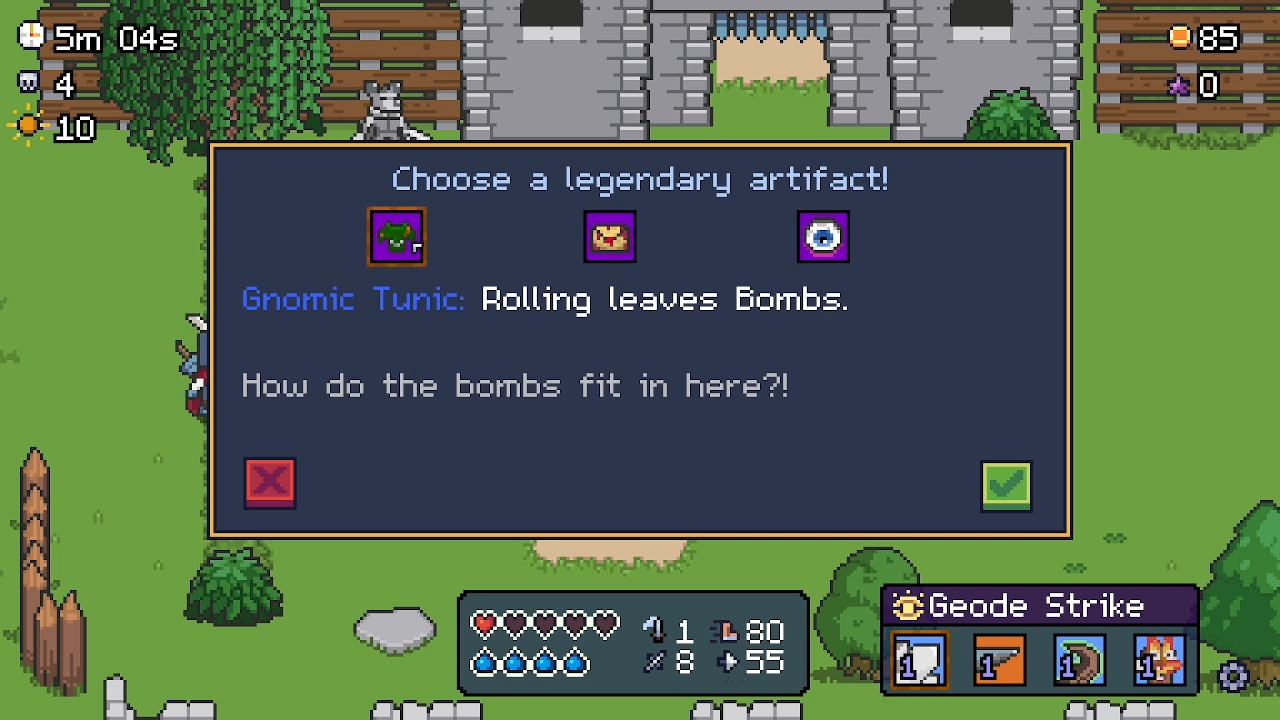 5m 04s
4
10
85
0
Choose a legendary artifact!
Gnomic Tunic: Rolling leaves Bombs.
How do the bombs fit in here?!
1 80
8 55
Geode Strike
1 1 1 1